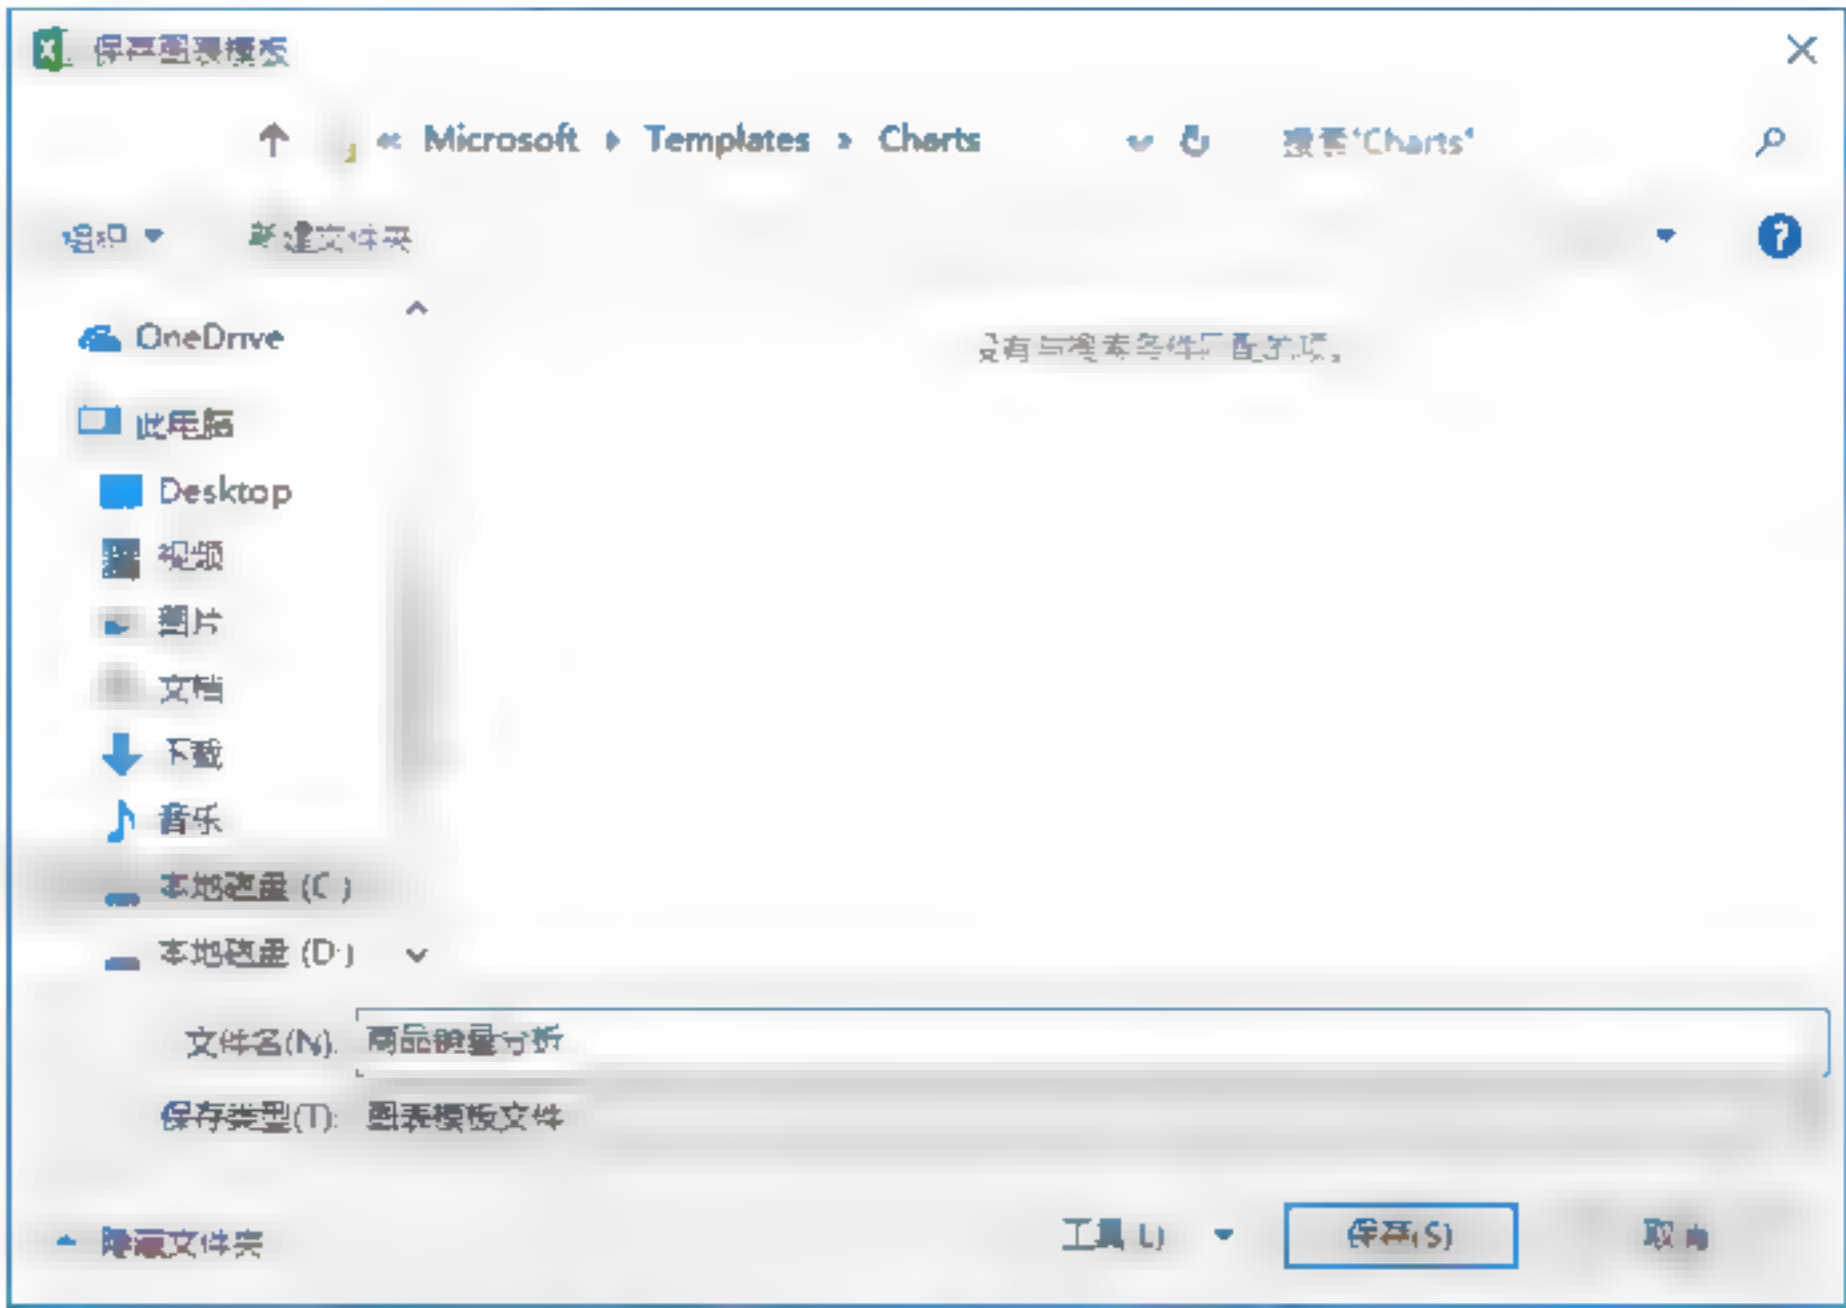 保存图表模板
« Microsoft › Templates › Charts
搜索"Charts"
组织
新建文件夹
没有与搜索条件匹配的项。
OneDrive
此电脑
Desktop
视频
图片
文档
下载
音乐
本地磁盘 (C:)
本地磁盘 (D:)
文件名(N): 商品销量分析
保存类型(T): 图表模板文件
隐藏文件夹
工具(L)
保存(S)
取消